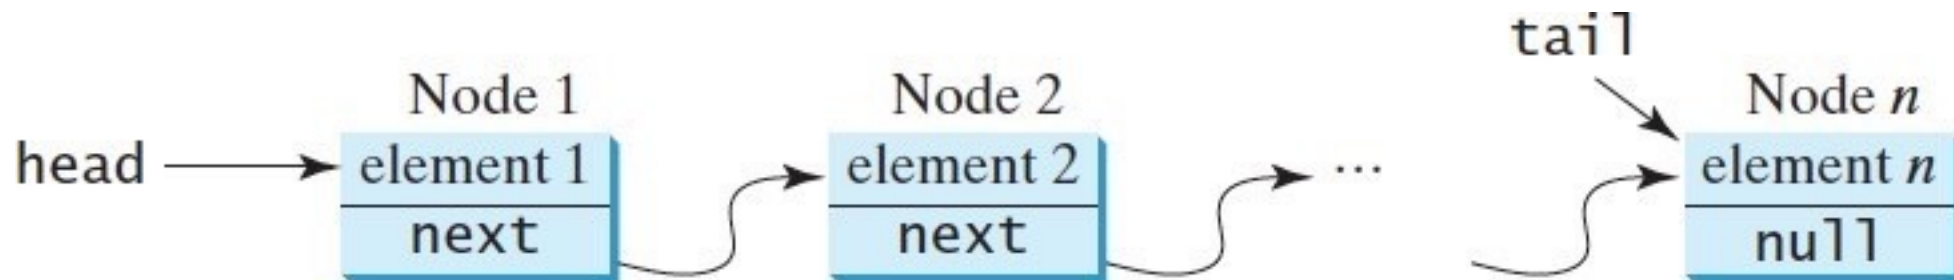 tail
Node 1
Node 2
Node n
head
element 1
element 2
...
element n
next
next
null